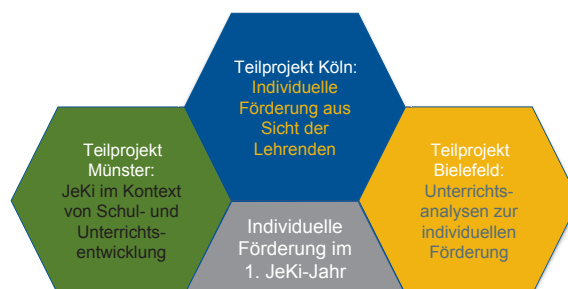 Teilprojekt Köln:
Individuelle
Förderung aus
Sicht der
Lehrenden
Teilprojekt
Münster:
JeKi im Kontext
von Schul- und
Unterrichts-
entwicklung
Teilprojekt
Bielefeld:
Unterrichts-
analysen zur
individuellen
Förderung
Individuelle
Förderung im
1. JeKi-Jahr